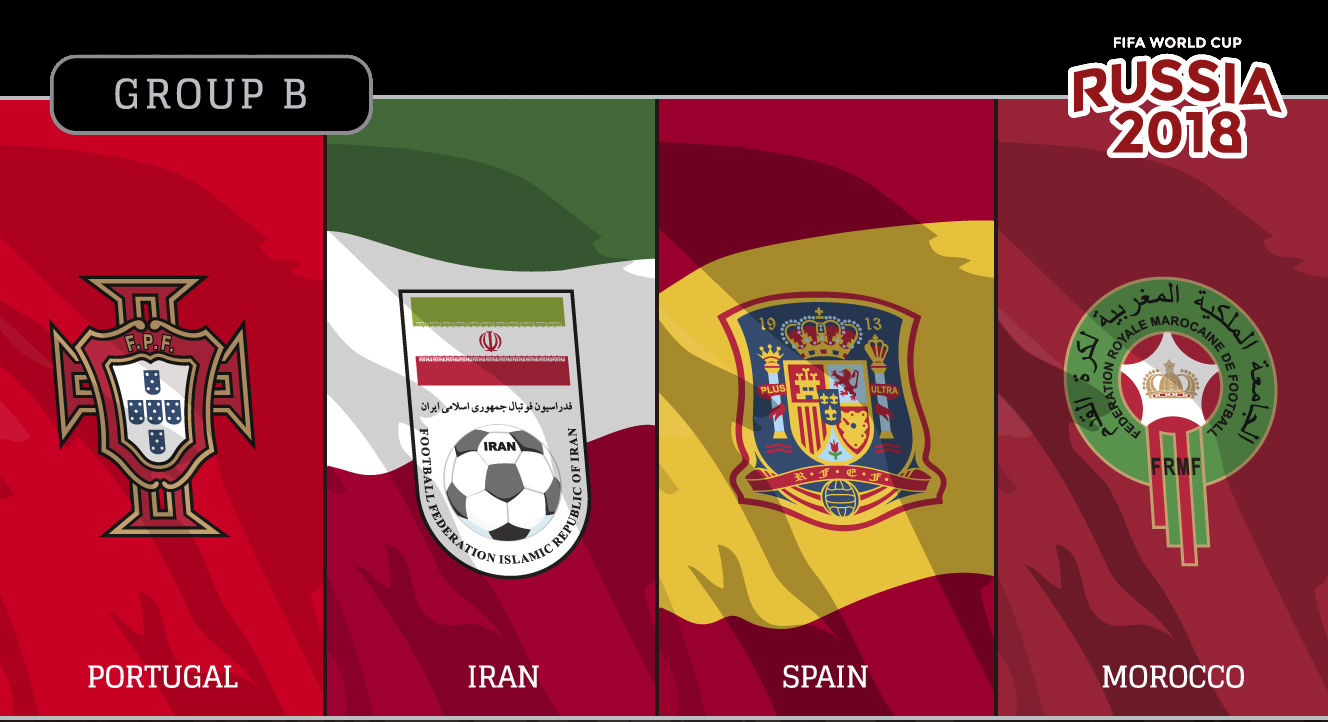 GROUP B
FIFA WORLD CUP
RUSSIA
2018
F.P.F.
PORTUGAL
فدراسیون فوتبال جمهوری اسلامی ایران
IRAN
FOOTBALL FEDERATION ISLAMIC REPUBLIC OF IRAN
IRAN
19 13
PLUS ULTRA
R.F.E.F.
SPAIN
الجامعة الملكية المغربية لكرة القدم
FEDERATION ROYALE MAROCAINE DE FOOTBALL
FRMF
MOROCCO